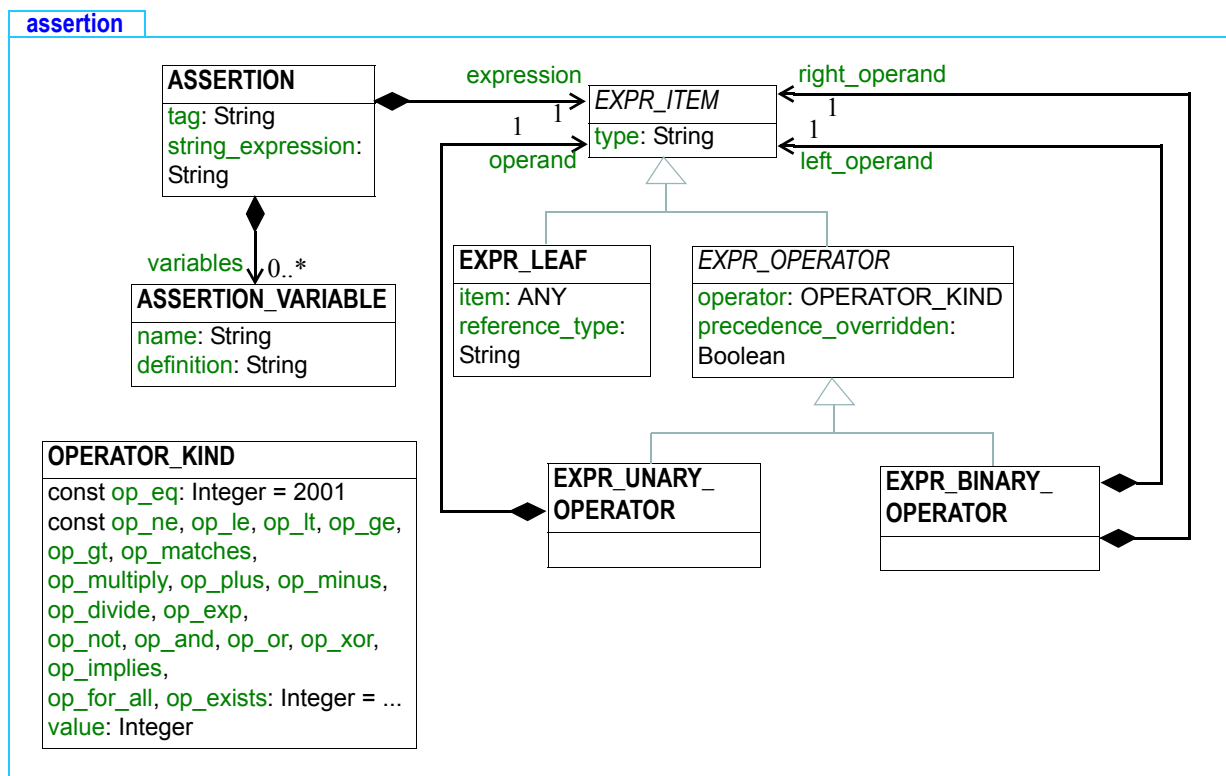 assertion
ASSERTION
tag: String
string_expression:
String
expression
1
EXPR_ITEM
type: String
right_operand
1
1
operand
1
left_operand
variables
0..*
ASSERTION_VARIABLE
name: String
definition: String
EXPR_LEAF
item: ANY
reference_type:
String
EXPR_OPERATOR
operator: OPERATOR_KIND
precedence_overridden:
Boolean
OPERATOR_KIND
const op_eq: Integer = 2001
const op_ne, op_le, op_lt, op_ge,
op_gt, op_matches,
op_multiply, op_plus, op_minus,
op_divide, op_exp,
op_not, op_and, op_or, op_xor,
op_implies,
op_for_all, op_exists: Integer = ...
value: Integer
EXPR_UNARY_
OPERATOR
EXPR_BINARY_
OPERATOR